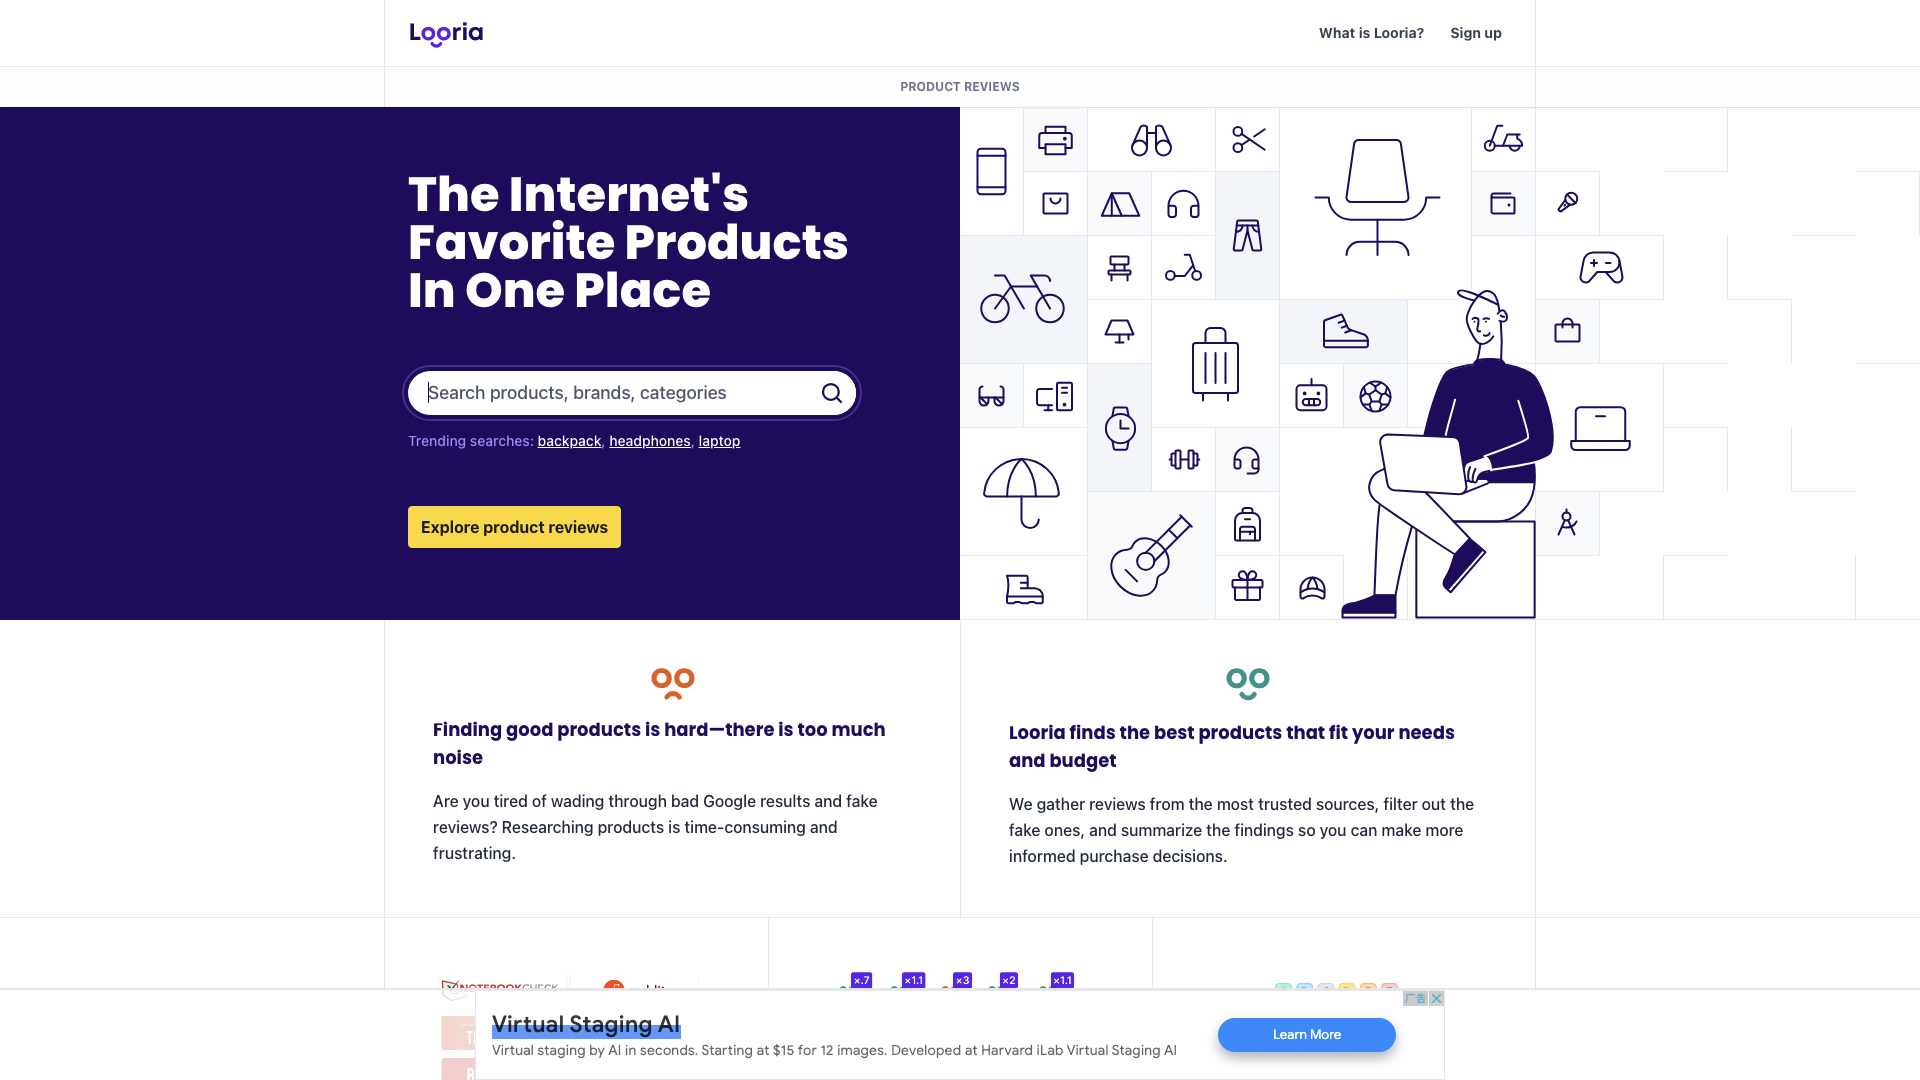 Looria
What is Looria?
Sign up
PRODUCT REVIEWS
The Internet's
Favorite Products
In One Place
Search products, brands, categories
Trending searches: backpack, headphones, laptop
Explore product reviews
Finding good products is hard—there is too much
noise
Are you tired of wading through bad Google results and fake
reviews? Researching products is time-consuming and
frustrating.
Looria finds the best products that fit your needs
and budget
We gather reviews from the most trusted sources, filter out the
fake ones, and summarize the findings so you can make more
informed purchase decisions.
NOTEBOOKCHECK
×.7
×1.1
×3
×2
×1.1
广告
Virtual Staging AI
Virtual staging by AI in seconds. Starting at $15 for 12 images. Developed at Harvard iLab Virtual Staging AI
Learn More